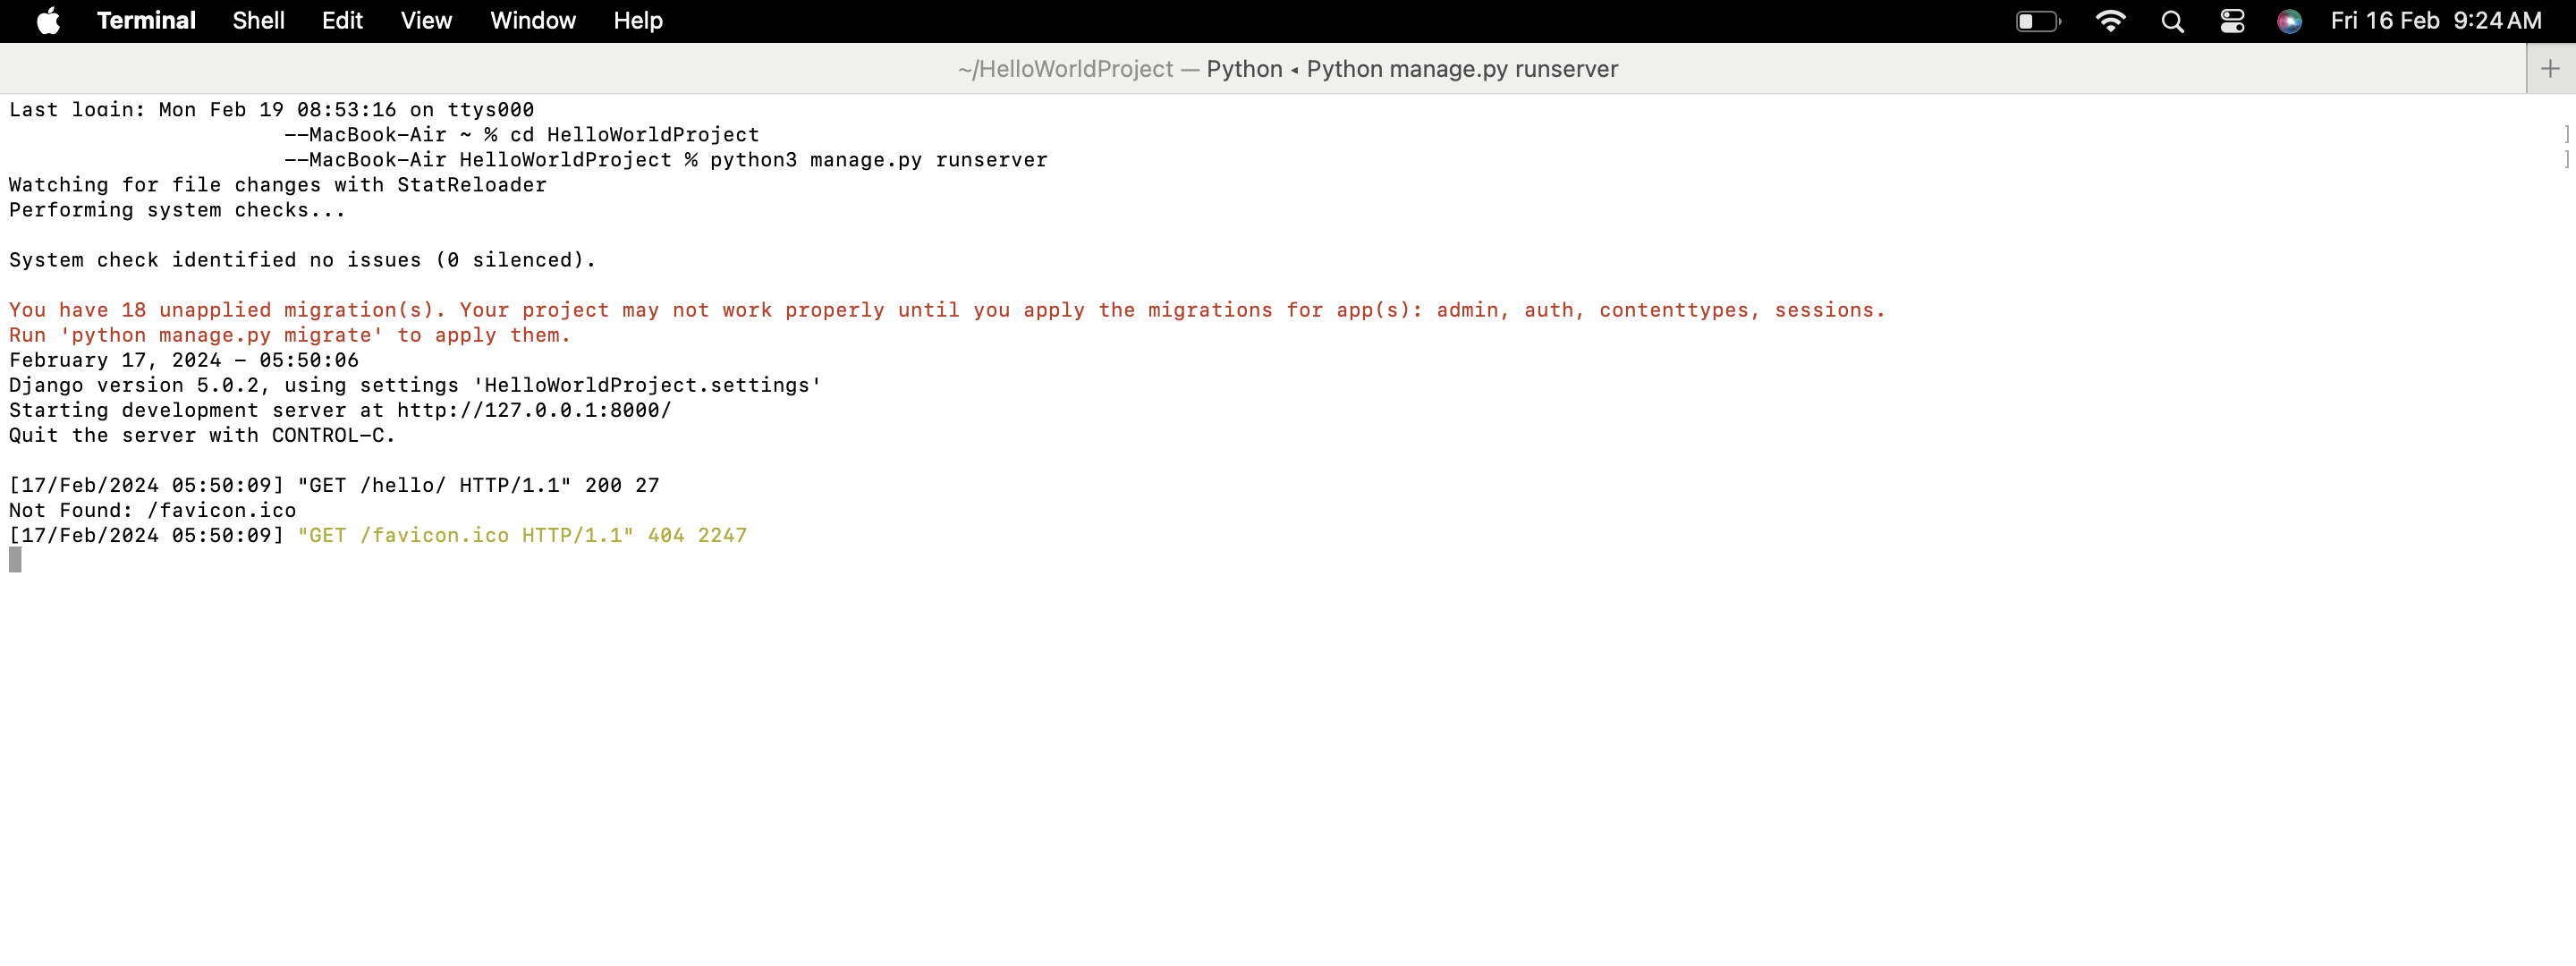 Terminal Shell Edit View Window Help Fri 16 Feb 9:24 AM
~/HelloWorldProject — Python ◂ Python manage.py runserver
Last login: Mon Feb 19 08:53:16 on ttys000
--MacBook-Air ~ % cd HelloWorldProject
--MacBook-Air HelloWorldProject % python3 manage.py runserver
Watching for file changes with StatReloader
Performing system checks...
System check identified no issues (0 silenced).
You have 18 unapplied migration(s). Your project may not work properly until you apply the migrations for app(s): admin, auth, contenttypes, sessions.
Run 'python manage.py migrate' to apply them.
February 17, 2024 - 05:50:06
Django version 5.0.2, using settings 'HelloWorldProject.settings'
Starting development server at http://127.0.0.1:8000/
Quit the server with CONTROL-C.
[17/Feb/2024 05:50:09] "GET /hello/ HTTP/1.1" 200 27
Not Found: /favicon.ico
[17/Feb/2024 05:50:09] "GET /favicon.ico HTTP/1.1" 404 2247